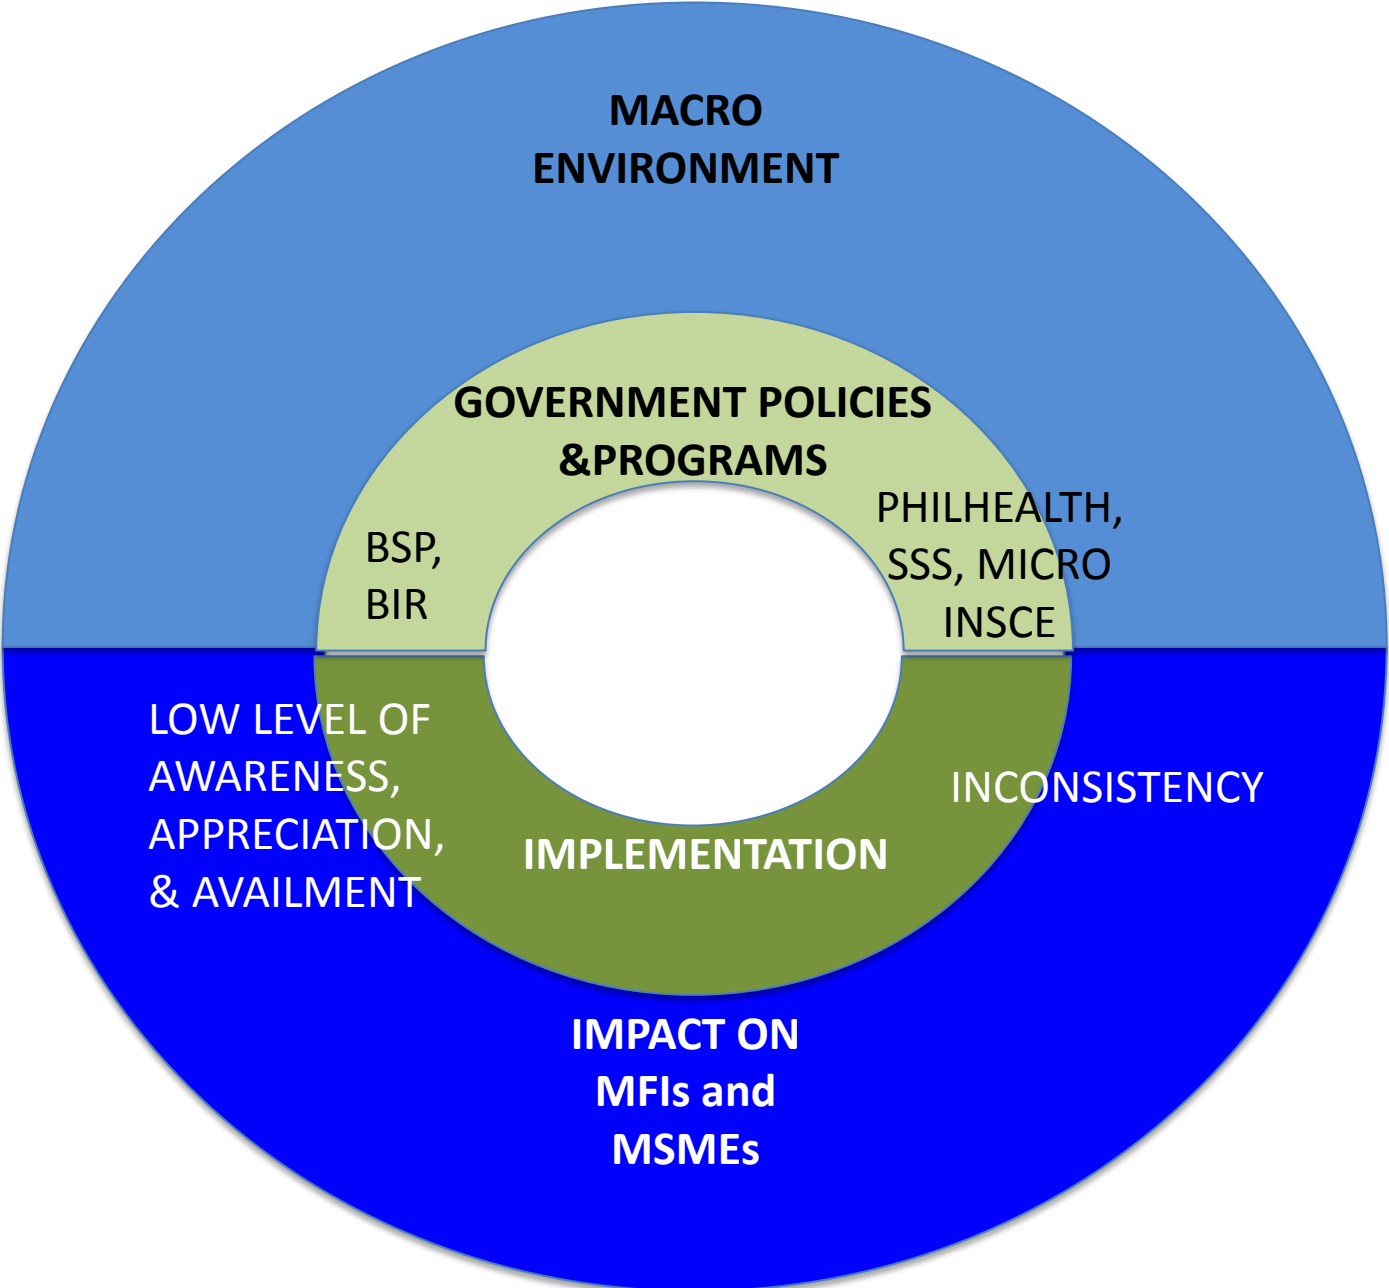 MACRO
ENVIRONMENT
GOVERNMENT POLICIES
&PROGRAMS
BSP,
BIR
PHILHEALTH,
SSS, MICRO
INSCE
LOW LEVEL OF
AWARENESS,
APPRECIATION,
& AVAILMENT
INCONSISTENCY
IMPLEMENTATION
IMPACT ON
MFIs and
MSMEs